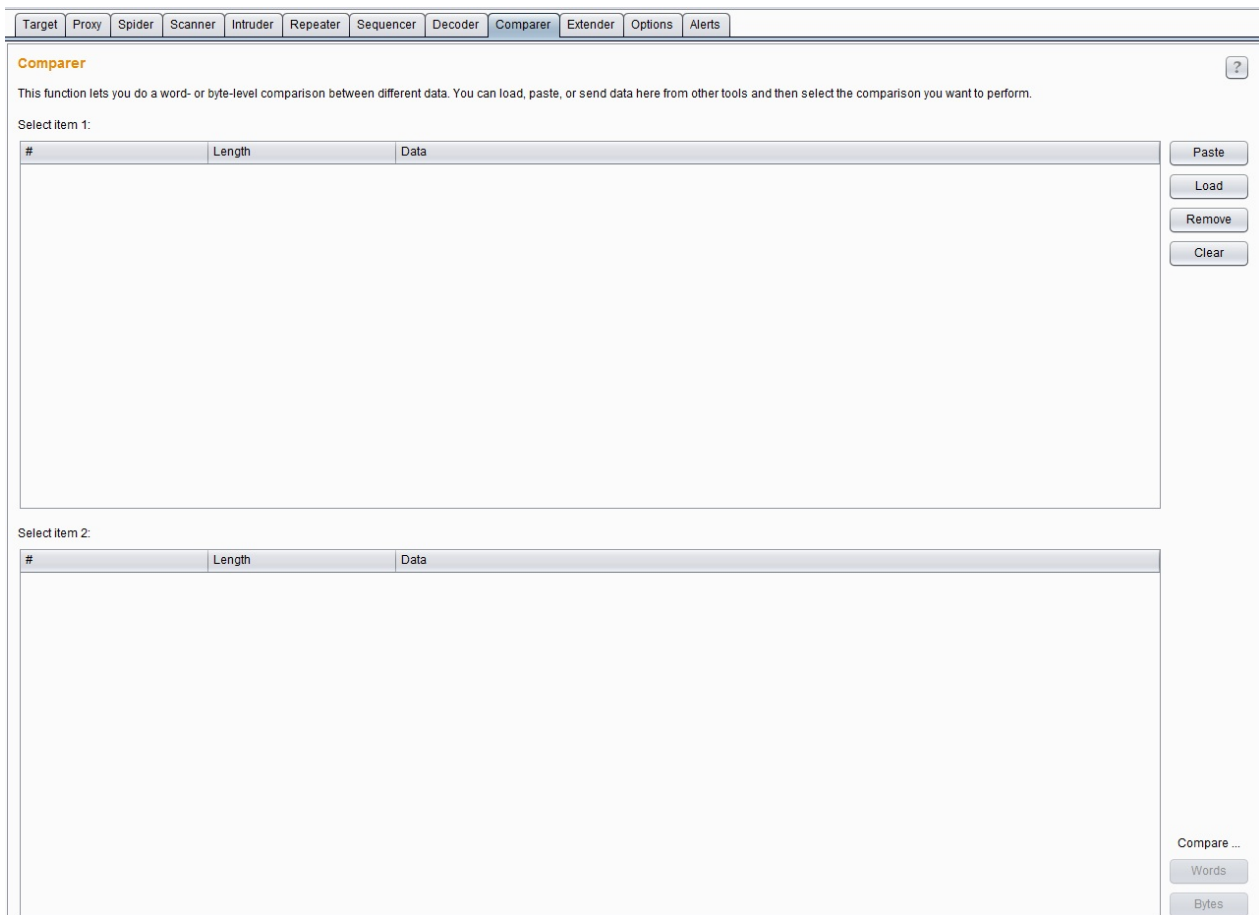 Target Proxy Spider Scanner Intruder Repeater Sequencer Decoder Comparer Extender Options Alerts
Comparer
?
This function lets you do a word- or byte-level comparison between different data. You can load, paste, or send data here from other tools and then select the comparison you want to perform.
Select item 1:
# Length Data
Paste
Load
Remove
Clear
Select item 2:
# Length Data
Compare ...
Words
Bytes